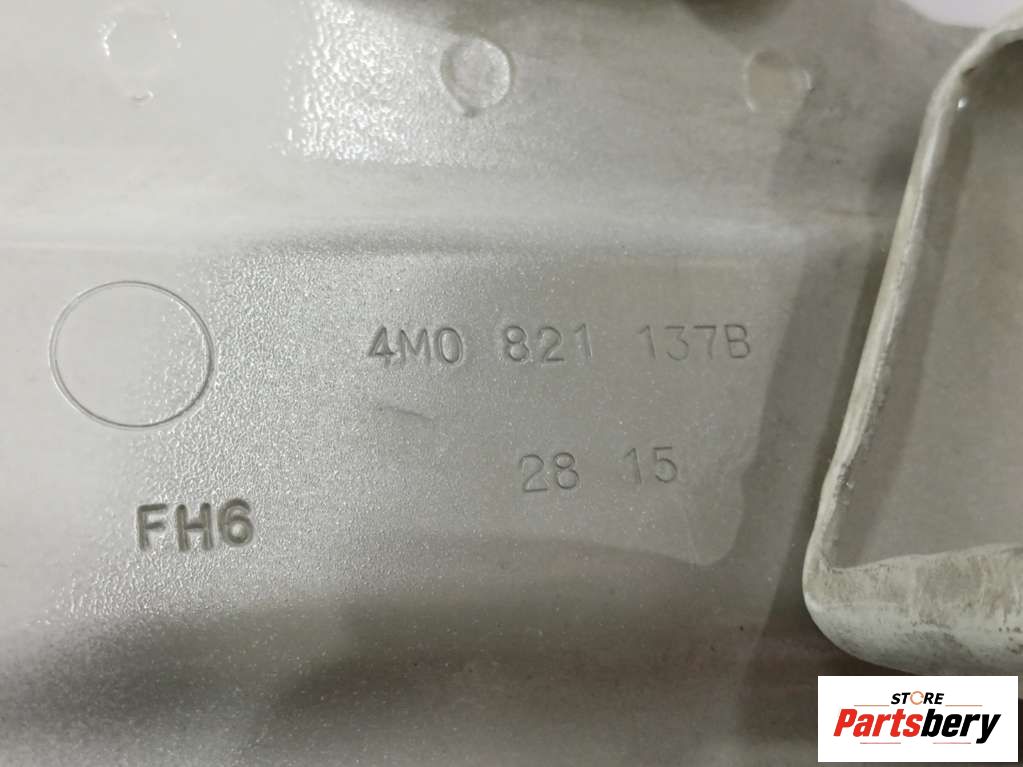 4M0 821 137B
28 15
FH6
STORE
Partsbery